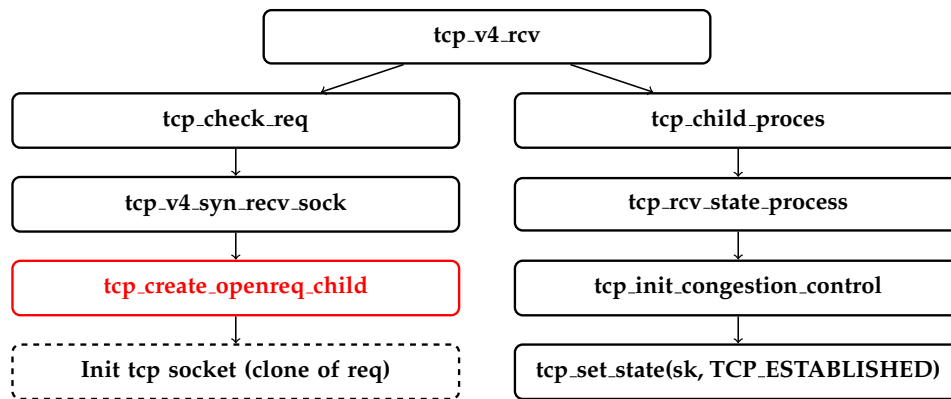 tcp_v4_rcv
tcp_check_req
tcp_child_proces
tcp_v4_syn_recv_sock
tcp_rcv_state_process
tcp_create_openreq_child
tcp_init_congestion_control
Init tcp socket (clone of req)
tcp_set_state(sk, TCP_ESTABLISHED)